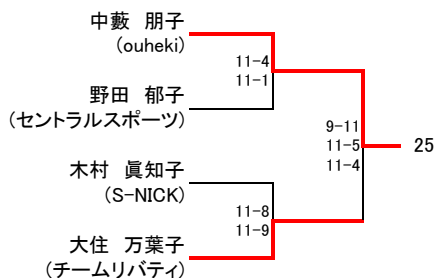 中藪　朋子
(ouheki)
11-4
11-1
野田　郁子
(セントラルスポーツ)
9-11
11-5
11-4
25
木村　眞知子
(S-NICK)
11-8
11-9
大住　万葉子
(チームリバティ)